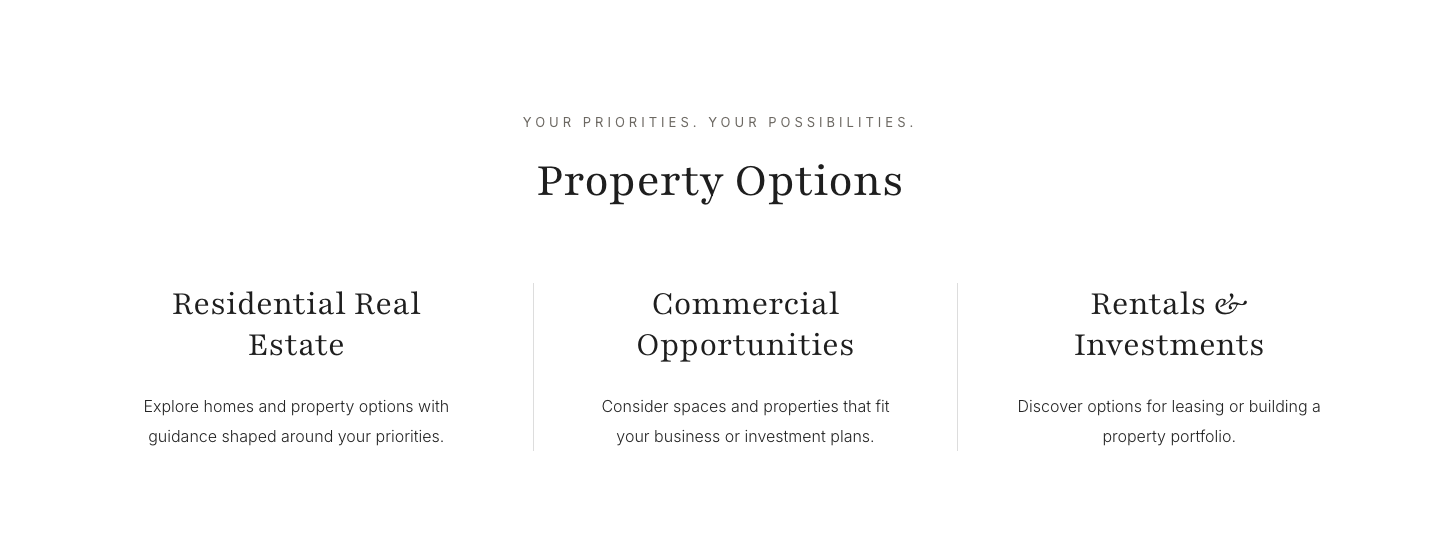 YOUR PRIORITIES. YOUR POSSIBILITIES.
Property Options
Residential Real
Estate
Explore homes and property options with
guidance shaped around your priorities.
Commercial
Opportunities
Consider spaces and properties that fit
your business or investment plans.
Rentals &
Investments
Discover options for leasing or building a
property portfolio.